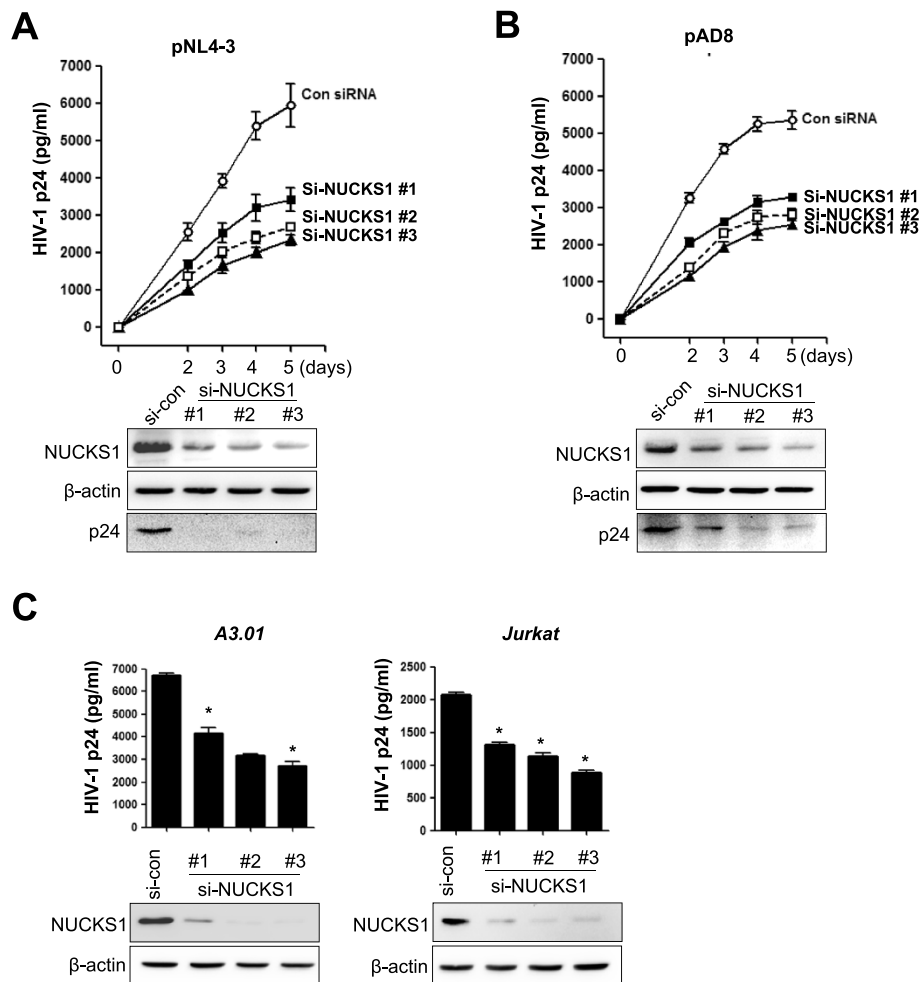 A
pNL4-3
HIV-1 p24 (pg/ml)
7000
6000
5000
4000
3000
2000
1000
0
Con siRNA
Si-NUCKS1 #1
Si-NUCKS1 #2
Si-NUCKS1 #3
0 2 3 4 5 (days)
si-con
si-NUCKS1
#1 #2 #3
NUCKS1
β-actin
p24
B
pAD8
HIV-1 p24 (pg/ml)
7000
6000
5000
4000
3000
2000
1000
0
Con siRNA
Si-NUCKS1 #1
Si-NUCKS1 #2
Si-NUCKS1 #3
0 2 3 4 5 (days)
si-con
si-NUCKS1
#1 #2 #3
NUCKS1
β-actin
p24
C
A3.01
HIV-1 p24 (pg/ml)
7000
6000
5000
4000
3000
2000
1000
0
* *
si-con
#1 #2 #3
si-NUCKS1
NUCKS1
β-actin
Jurkat
HIV-1 p24 (pg/ml)
2500
2000
1500
1000
500
0
* * *
si-con
#1 #2 #3
si-NUCKS1
NUCKS1
β-actin